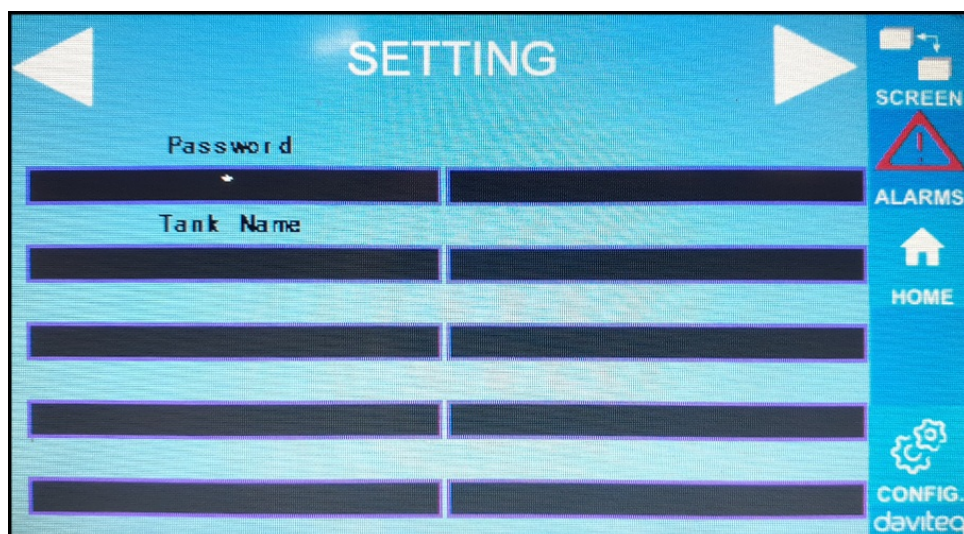 SETTING
SCREEN
Password
*
ALARMS
Tank Name
HOME
CONFIG.
daviteq